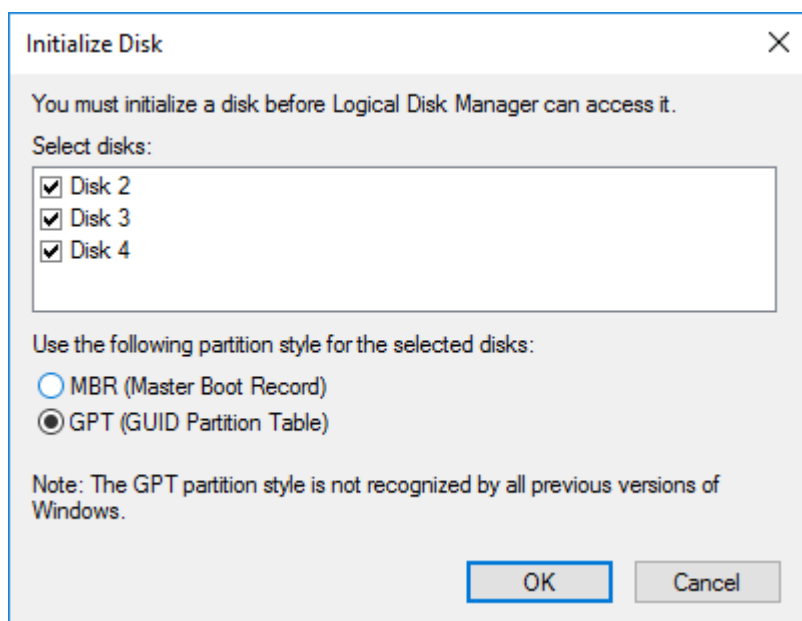 Initialize Disk
You must initialize a disk before Logical Disk Manager can access it.
Select disks:
Disk 2
Disk 3
Disk 4
Use the following partition style for the selected disks:
MBR (Master Boot Record)
GPT (GUID Partition Table)
Note: The GPT partition style is not recognized by all previous versions of
Windows.
OK Cancel